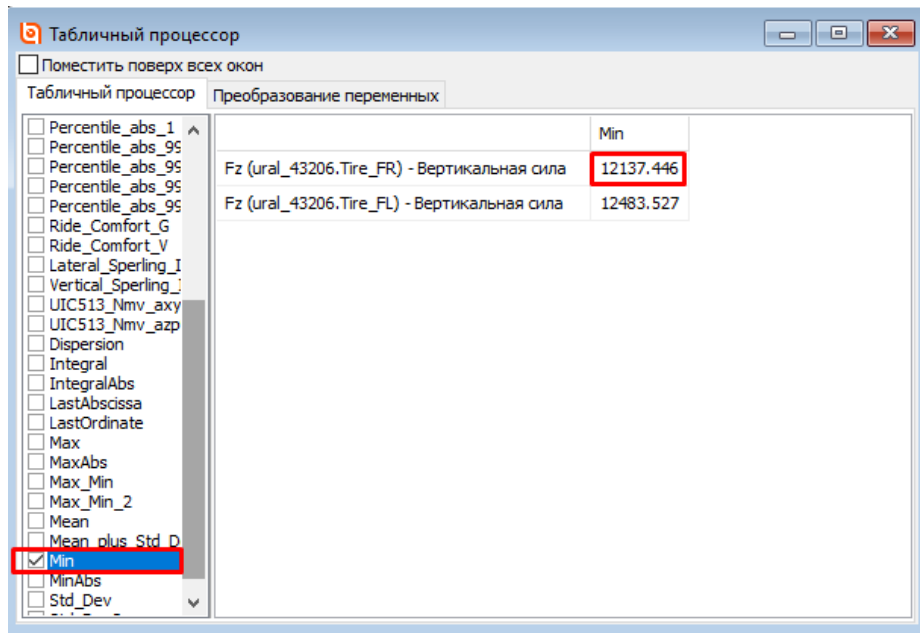 Табличный процессор
Поместить поверх всех окон
Табличный процессор Преобразование переменных
Percentile_abs_1
Percentile_abs_99
Percentile_abs_99
Percentile_abs_99
Percentile_abs_99
Ride_Comfort_G
Ride_Comfort_V
Lateral_Sperling_I
Vertical_Sperling_
UIC513_Nmv_axy
UIC513_Nmv_azp
Dispersion
Integral
IntegralAbs
LastAbscissa
LastOrdinate
Max
MaxAbs
Max_Min
Max_Min_2
Mean
Mean_plus_Std_D
Min
MinAbs
Std_Dev
Min
Fz (ural_43206.Tire_FR) - Вертикальная сила 12137.446
Fz (ural_43206.Tire_FL) - Вертикальная сила 12483.527